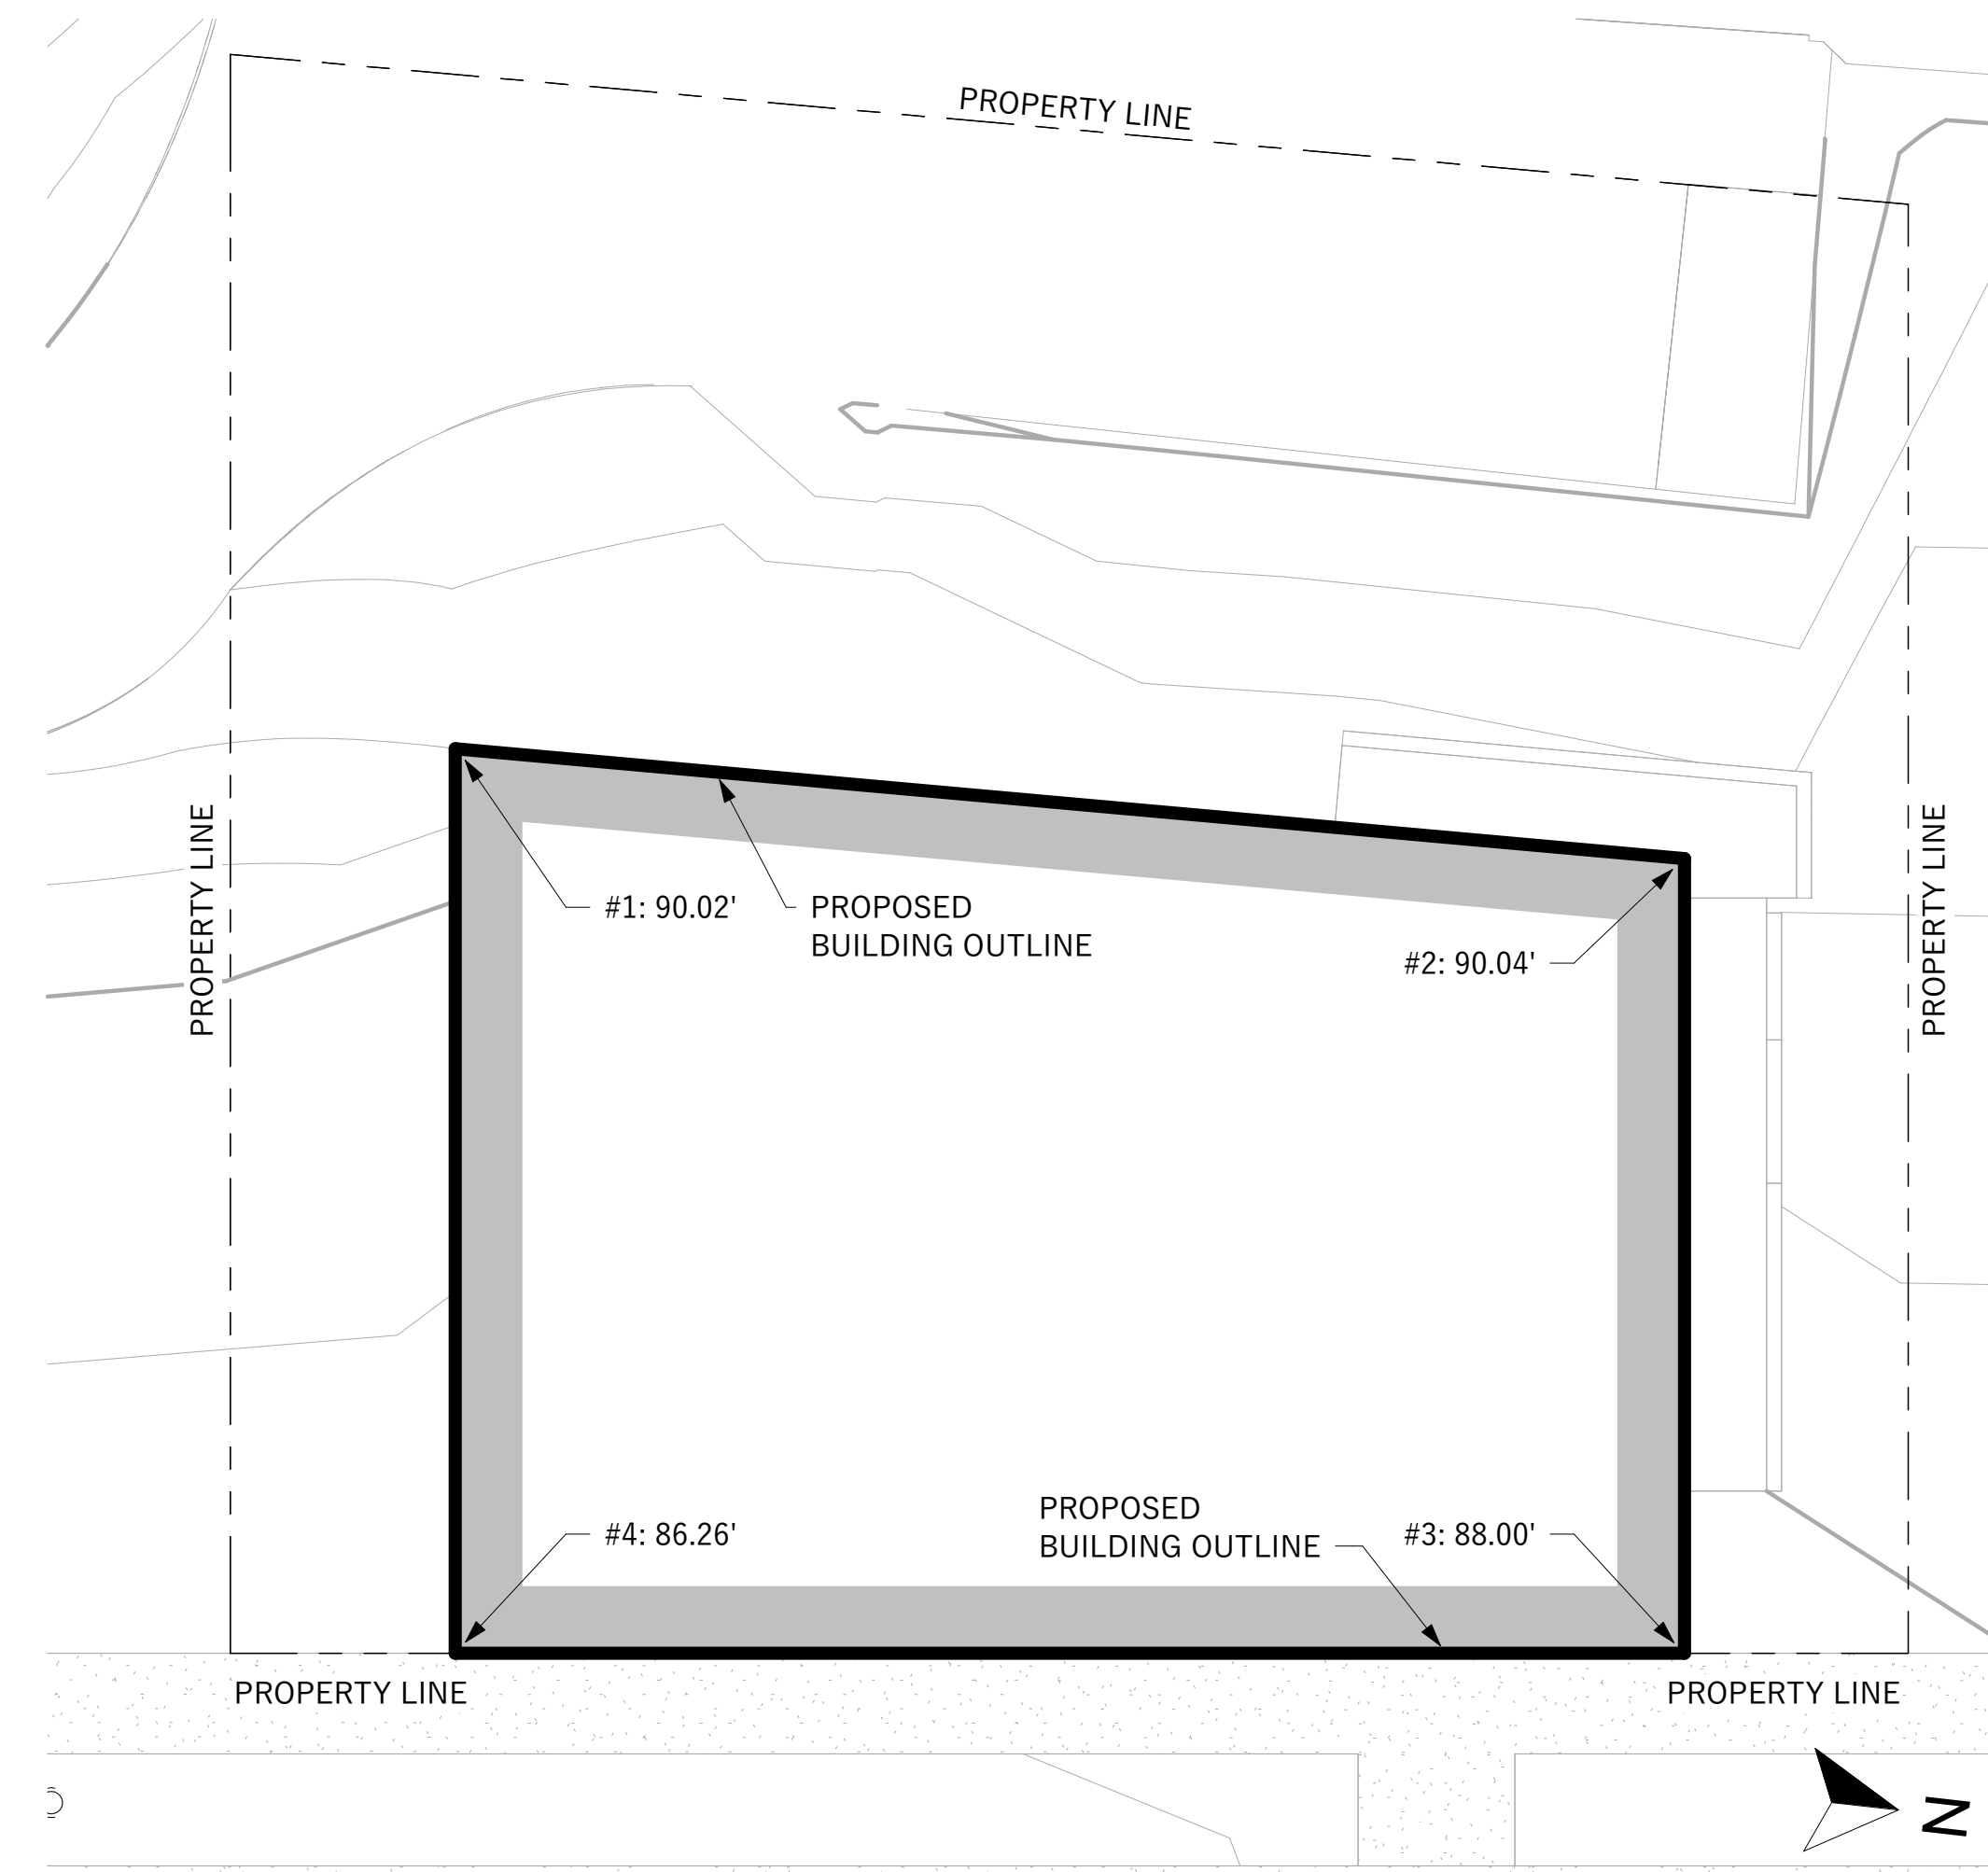 PROPERTY LINE
PROPERTY LINE
PROPERTY LINE
#1: 90.02'
PROPOSED
BUILDING OUTLINE
#2: 90.04'
#4: 86.26'
PROPOSED
BUILDING OUTLINE
#3: 88.00'
PROPERTY LINE
PROPERTY LINE
N